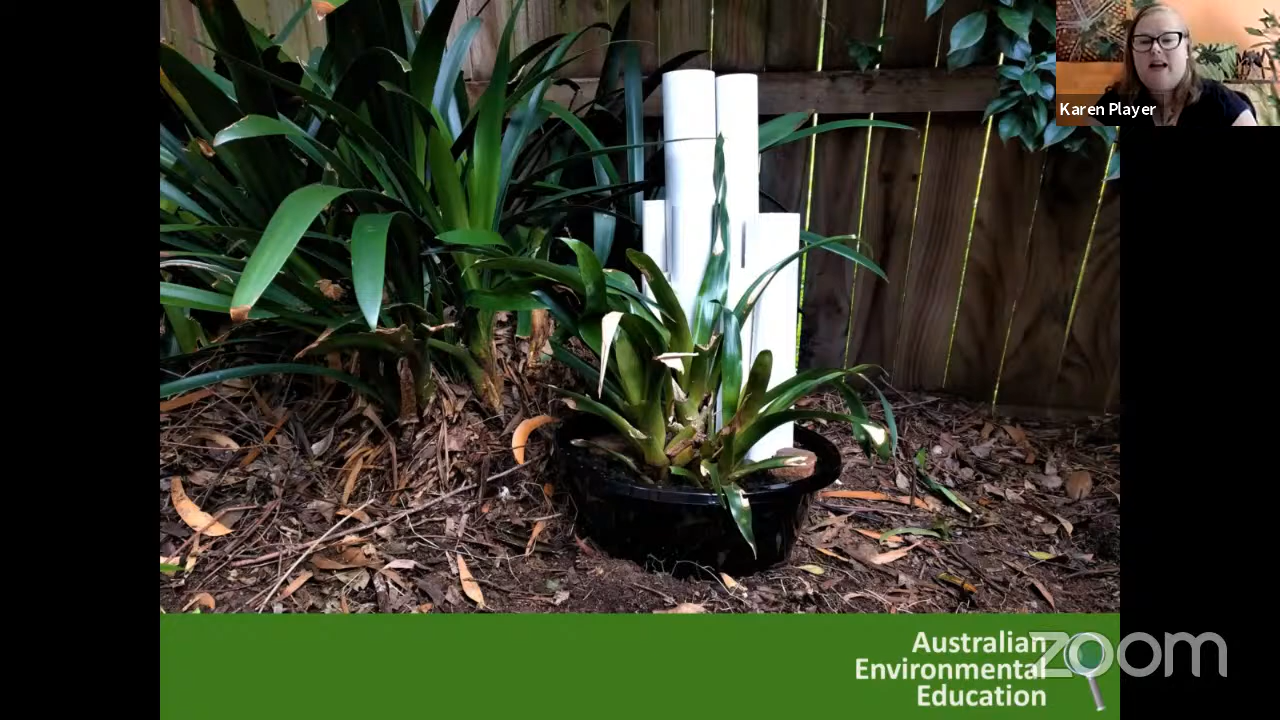 Karen Player
Australian
Environmental
Education
zoom